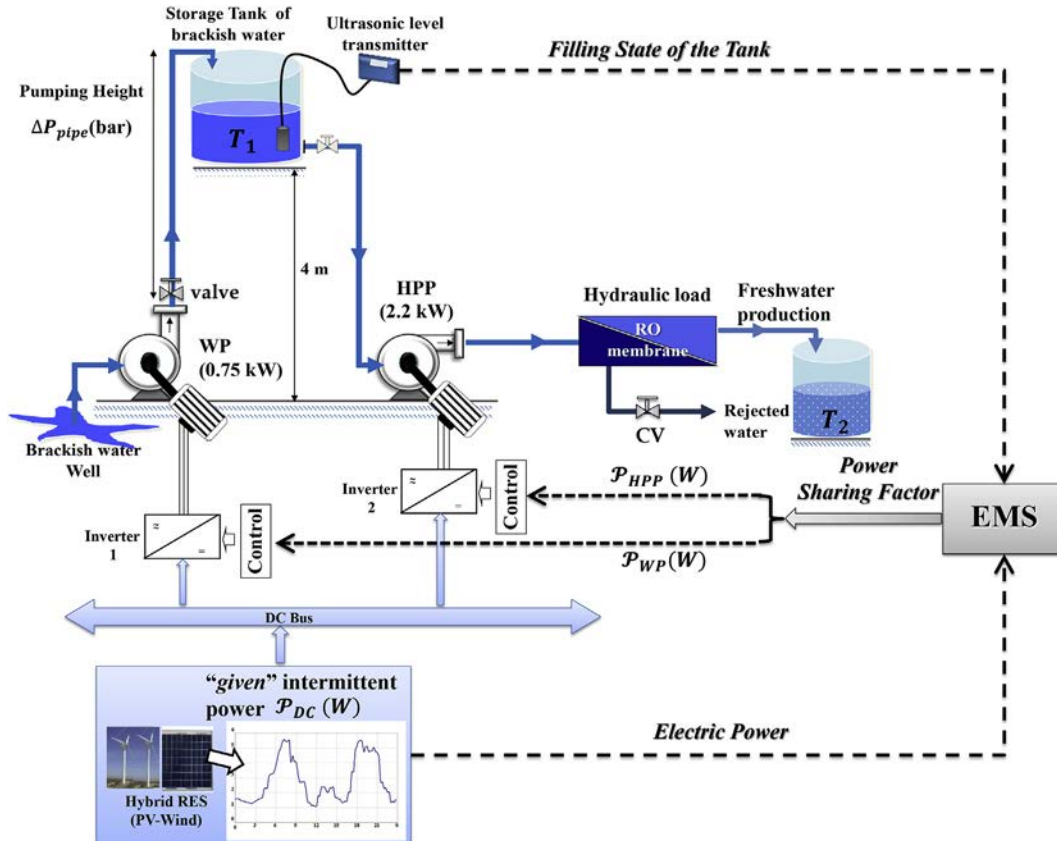 Storage Tank of
brackish water
Ultrasonic level
transmitter
Filling State of the Tank
Pumping Height
ΔP_pipe(bar)
T₁
4 m
valve
HPP
(2.2 kW)
WP
(0.75 kW)
Hydraulic load
Freshwater
production
RO
membrane
CV
Rejected
water
T₂
Brackish water
Well
Inverter
1
Control
Inverter
2
Control
𝒫_HPP (W)
𝒫_WP(W)
Power
Sharing Factor
EMS
DC Bus
“given” intermittent
power 𝒫_DC (W)
Hybrid RES
(PV-Wind)
Electric Power